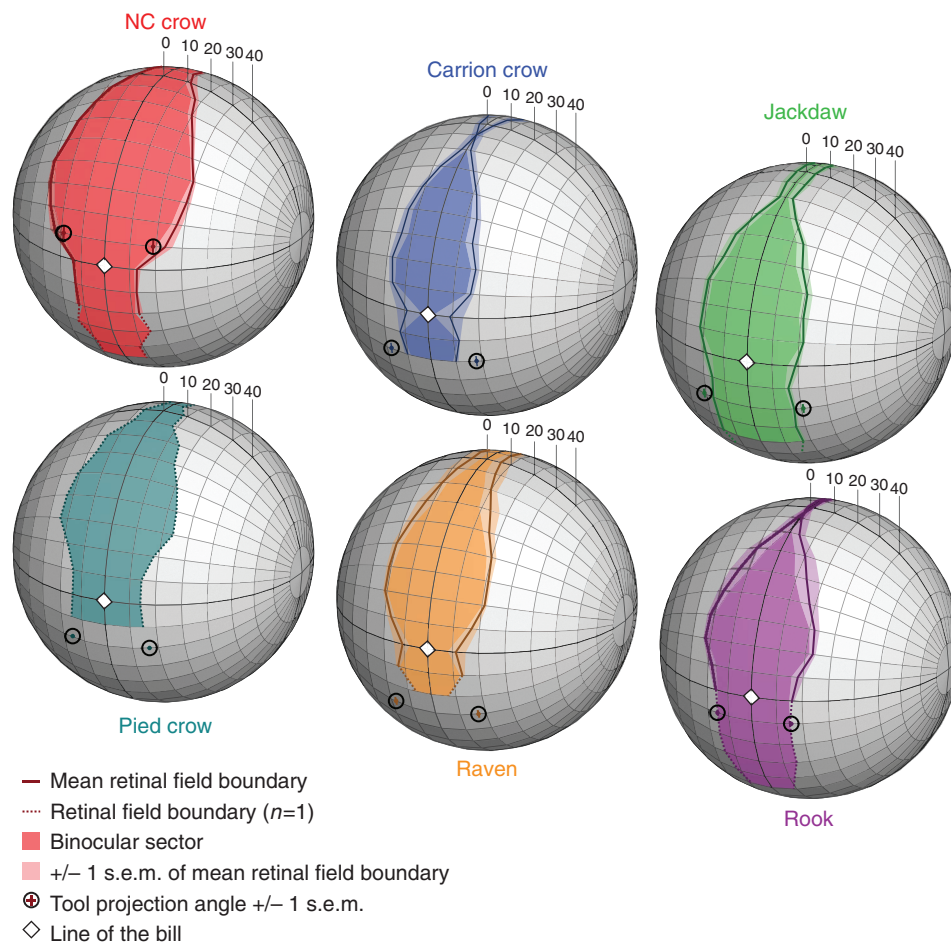 NC crow
0 10 20 30 40
Carrion crow
0 10 20 30 40
Jackdaw
0 10 20 30 40
0 10 20 30 40
Pied crow
0 10 20 30 40
Raven
0 10 20 30 40
Rook
Mean retinal field boundary
Retinal field boundary (n=1)
Binocular sector
+/– 1 s.e.m. of mean retinal field boundary
Tool projection angle +/– 1 s.e.m.
Line of the bill